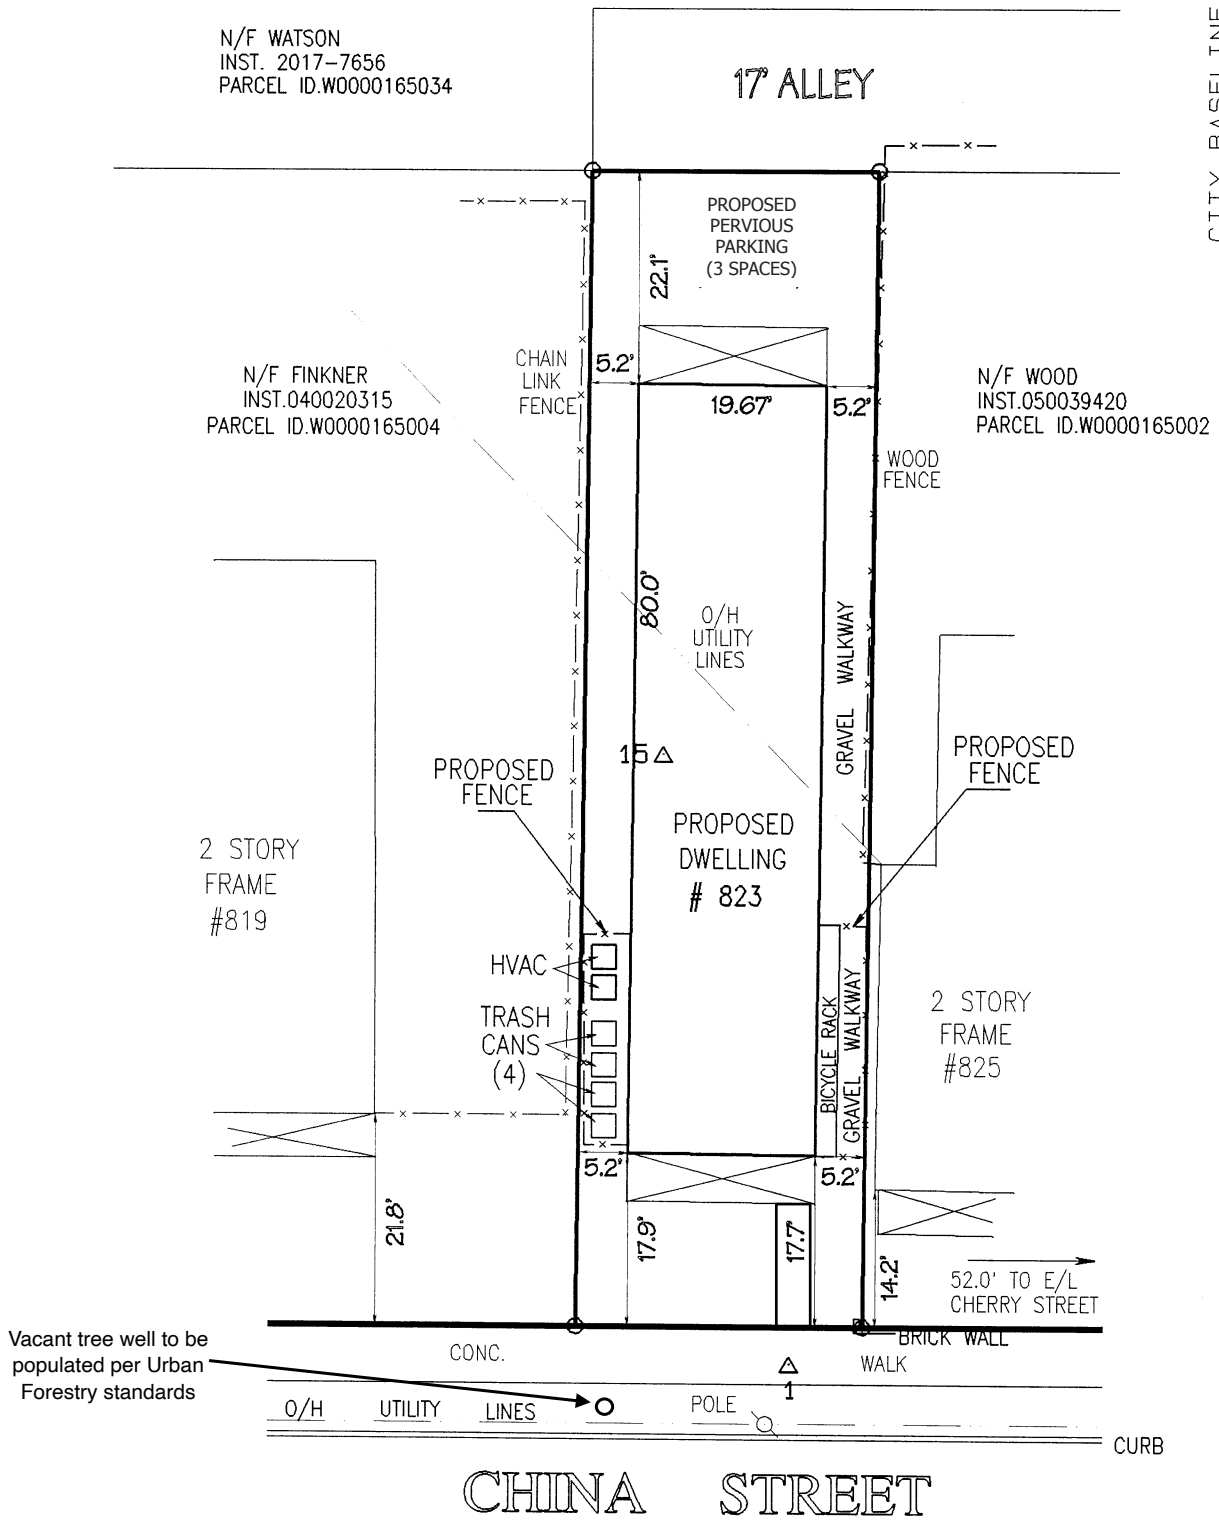 N/F WATSON
INST. 2017-7656
PARCEL ID.W0000165034
17' ALLEY
CITY BASELINE
PROPOSED
PERVIOUS
PARKING
(3 SPACES)
22.1'
CHAIN
LINK
FENCE
5.2'
19.67'
5.2'
N/F FINKNER
INST.040020315
PARCEL ID.W0000165004
N/F WOOD
INST.050039420
PARCEL ID.W0000165002
WOOD
FENCE
80.0'
O/H
UTILITY
LINES
GRAVEL WALKWAY
15
PROPOSED
FENCE
PROPOSED
FENCE
PROPOSED
DWELLING
# 823
2 STORY
FRAME
#819
HVAC
TRASH
CANS
(4)
BICYCLE RACK
GRAVEL WALKWAY
2 STORY
FRAME
#825
5.2'
5.2'
21.8'
17.9'
17.7'
14.2'
52.0' TO E/L
CHERRY STREET
BRICK WALL
Vacant tree well to be
populated per Urban
Forestry standards
CONC.
WALK
1
O/H UTILITY LINES
POLE
CURB
CHINA STREET